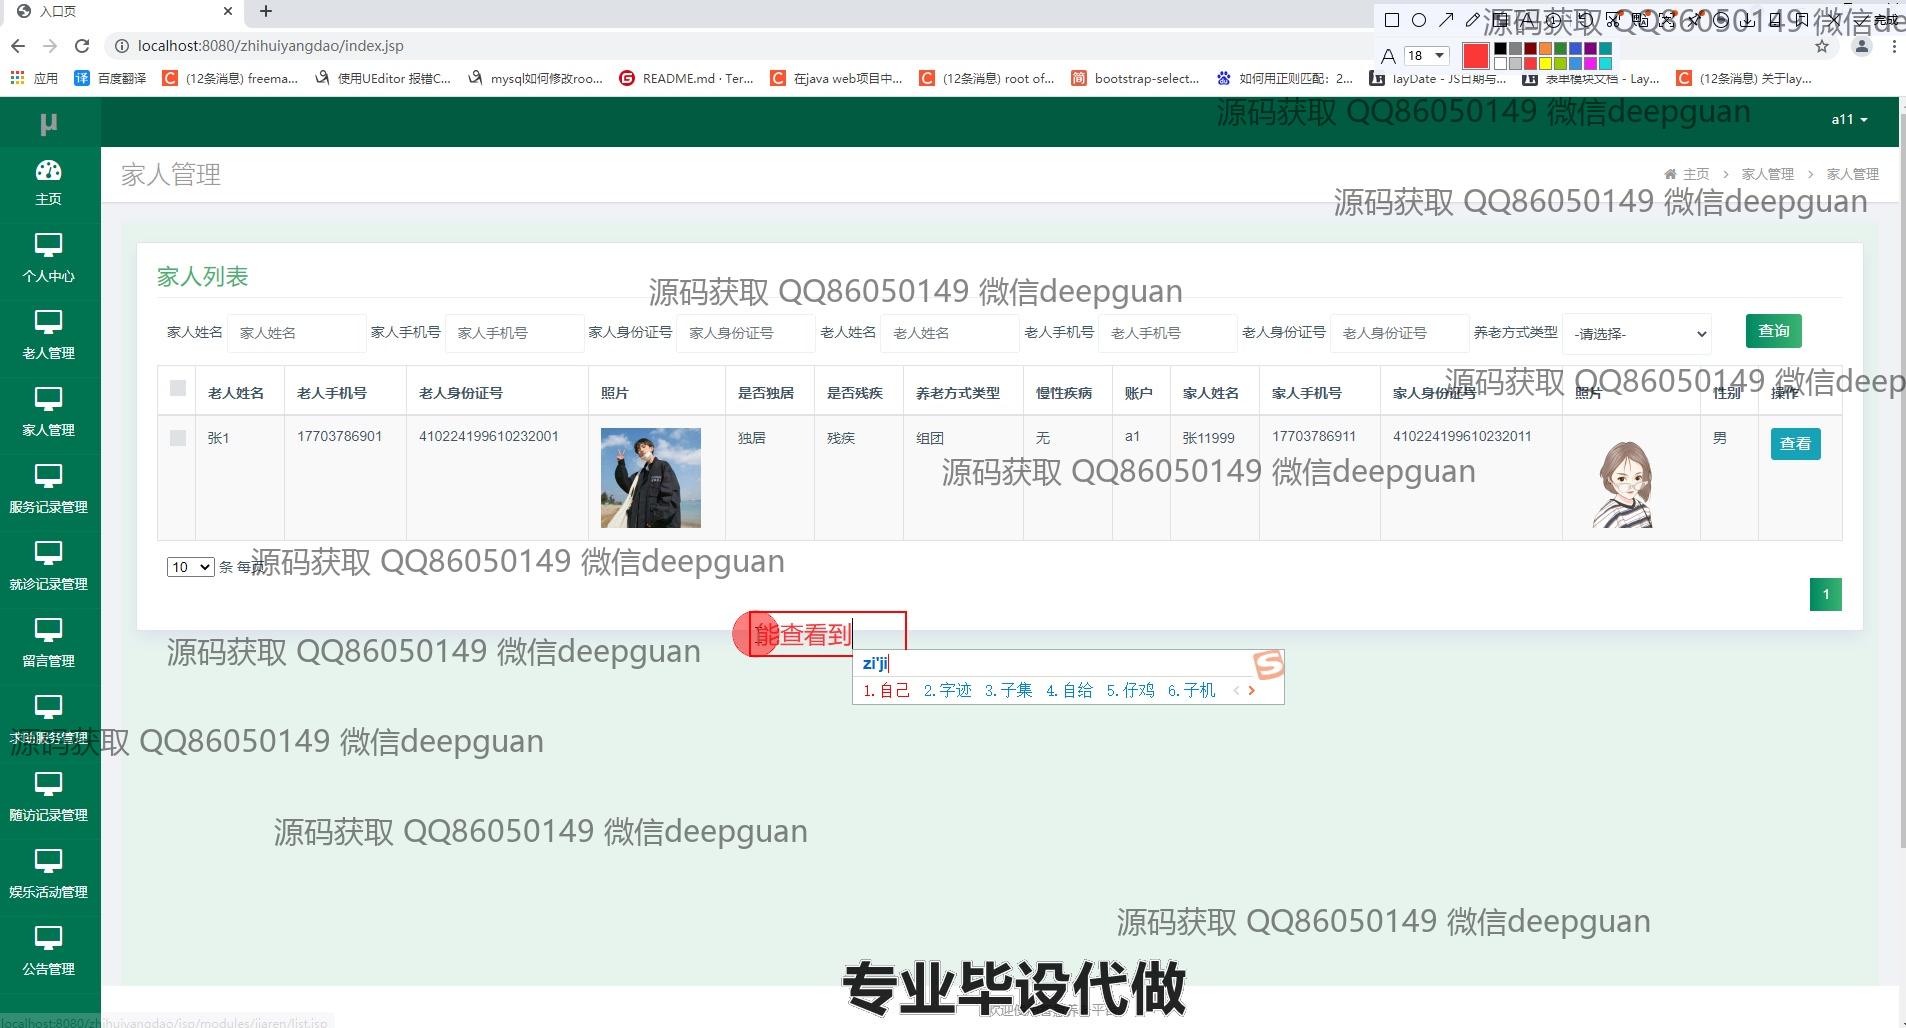 入口页
localhost:8080/zhihuiyangdao/index.jsp
18
完成
应用 百度翻译 (12条消息) freema... 使用UEditor 报错C... mysql如何修改roo... README.md · Ter... 在java web项目中... (12条消息) root of... bootstrap-select... 如何用正则匹配：2... layDate - JS日期与... 表单模块文档 - Lay... (12条消息) 关于lay...
源码获取 QQ86050149 微信de
源码获取 QQ86050149 微信deepguan
μ
a11
主页
个人中心
老人管理
家人管理
服务记录管理
就诊记录管理
留言管理
求助服务管理
随访记录管理
娱乐活动管理
公告管理
家人管理
主页 > 家人管理 > 家人管理
源码获取 QQ86050149 微信deepguan
家人列表
源码获取 QQ86050149 微信deepguan
家人姓名 家人姓名 家人手机号 家人手机号 家人身份证号 家人身份证号 老人姓名 老人姓名 老人手机号 老人手机号 老人身份证号 老人身份证号 养老方式类型 -请选择- 查询
源码获取 QQ86050149 微信deep
老人姓名 老人手机号 老人身份证号 照片 是否独居 是否残疾 养老方式类型 慢性疾病 账户 家人姓名 家人手机号 家人身份证号 照片 性别 操作
张1 17703786901 410224199610232001 独居 残疾 组团 无 a1 张11999 17703786911 410224199610232011 男 查看
源码获取 QQ86050149 微信deepguan
10 条 每页
源码获取 QQ86050149 微信deepguan
1
能查看到
zi'ji
1.自己 2.字迹 3.子集 4.自给 5.仔鸡 6.子机
源码获取 QQ86050149 微信deepguan
源码获取 QQ86050149 微信deepguan
源码获取 QQ86050149 微信deepguan
源码获取 QQ86050149 微信deepguan
专业毕设代做
localhost:8080/zhihuiyangdao/jsp/modules/jiaren/list.jsp